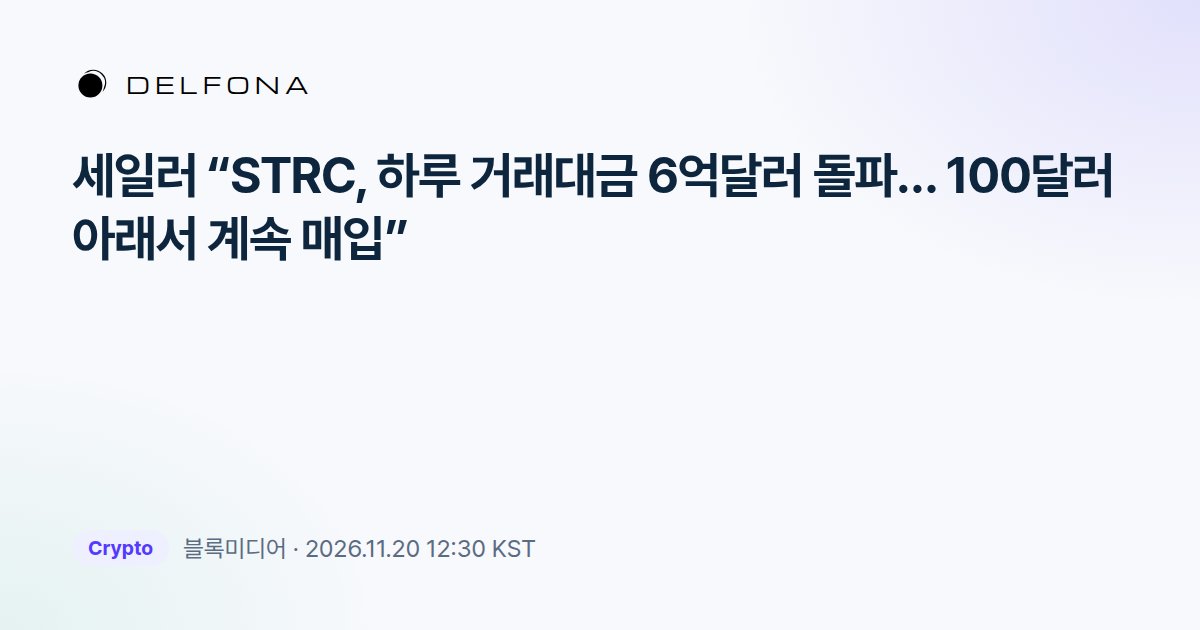 DELFONA
세일러 “STRC, 하루 거래대금 6억달러 돌파… 100달러
아래서 계속 매입”
Crypto 블록미디어 · 2026.11.20 12:30 KST